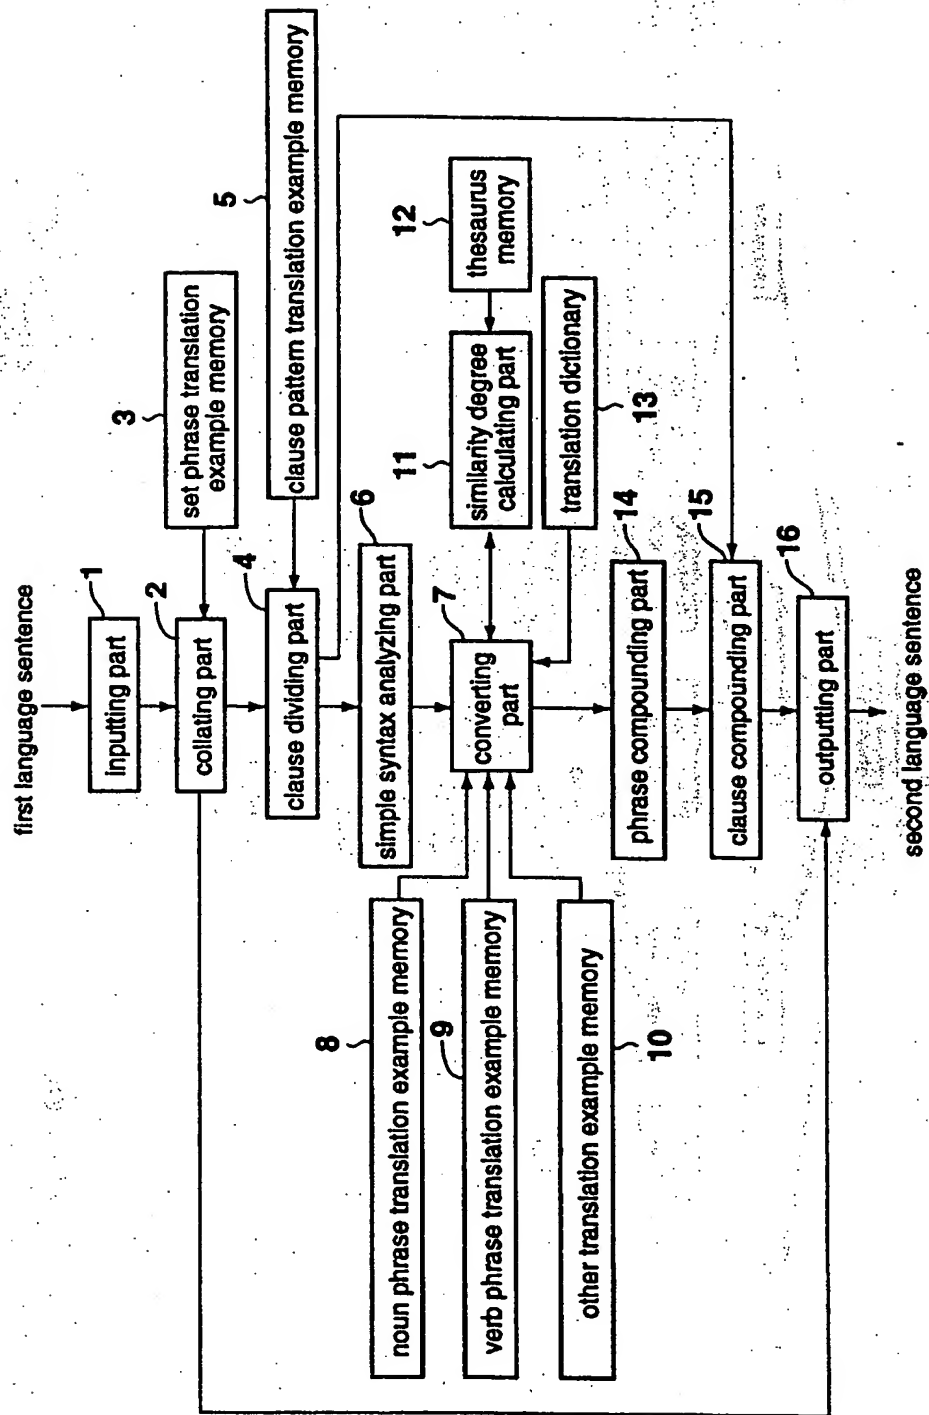 first language sentence
1
inputting part
2
collating part
3
set phrase translation
example memory
4
clause dividing part
5
clause pattern translation example memory
6
simple syntax analyzing part
7
converting
part
8
noun phrase translation example memory
9
verb phrase translation example memory
10
other translation example memory
11
similarity degree
calculating part
12
thesaurus
memory
13
translation dictionary
14
phrase compounding part
15
clause compounding part
16
outputting part
second language sentence